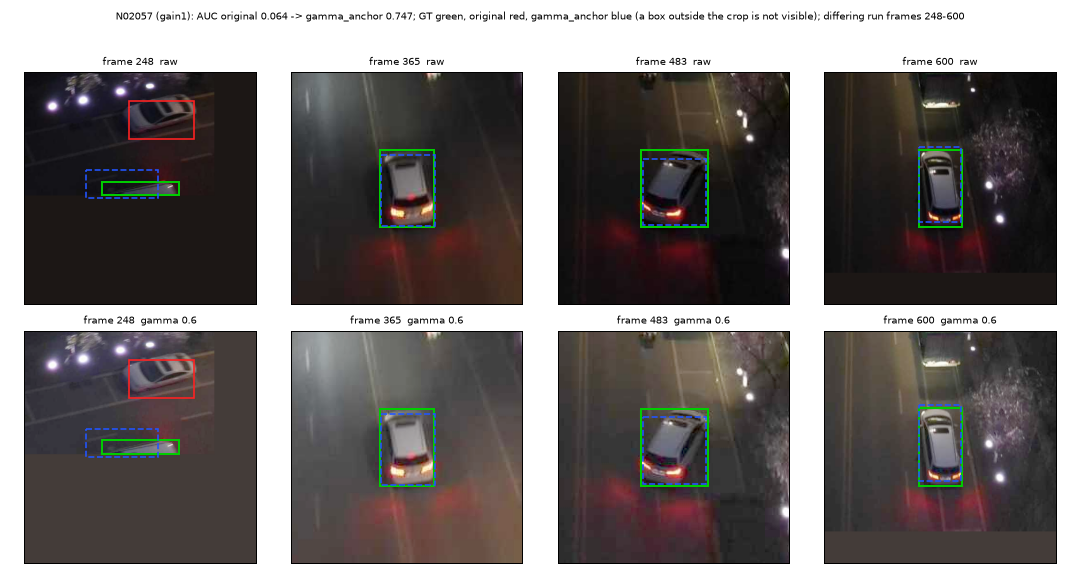 N02057 (gain1): AUC original 0.064 -> gamma_anchor 0.747; GT green, original red, gamma_anchor blue (a box outside the crop is not visible); differing run frames 248-600
frame 248 raw
frame 365 raw
frame 483 raw
frame 600 raw
frame 248 gamma 0.6
frame 365 gamma 0.6
frame 483 gamma 0.6
frame 600 gamma 0.6